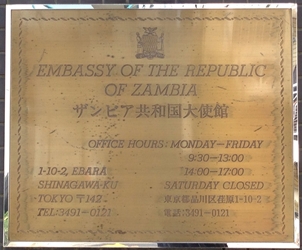 EMBASSY OF THE REPUBLIC
OF ZAMBIA
ザンビア共和国大使館
OFFICE HOURS: MONDAY—FRIDAY
9:30—13:00
1-10-2, EBARA 14:00—17:00
SHINAGAWA-KU SATURDAY CLOSED
TOKYO 〒142 東京都品川区荏原1-10-2
TEL:3491-0121 電話:3491-0121